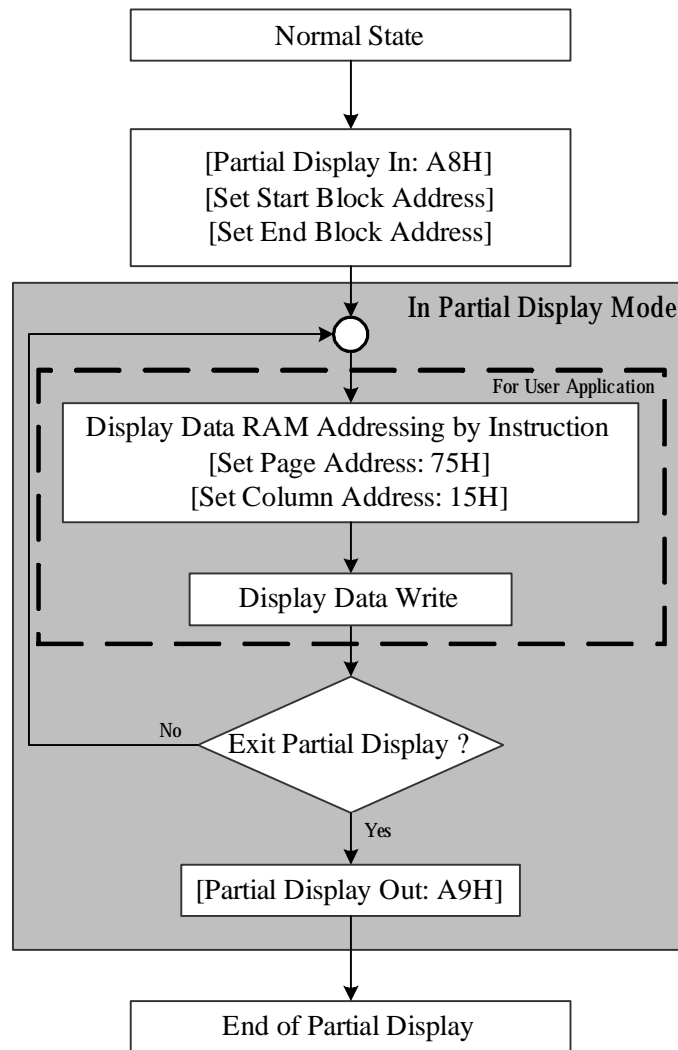 Normal State
[Partial Display In: A8H]
[Set Start Block Address]
[Set End Block Address]
In Partial Display Mode
For User Application
Display Data RAM Addressing by Instruction
[Set Page Address: 75H]
[Set Column Address: 15H]
Display Data Write
No
Exit Partial Display ?
Yes
[Partial Display Out: A9H]
End of Partial Display